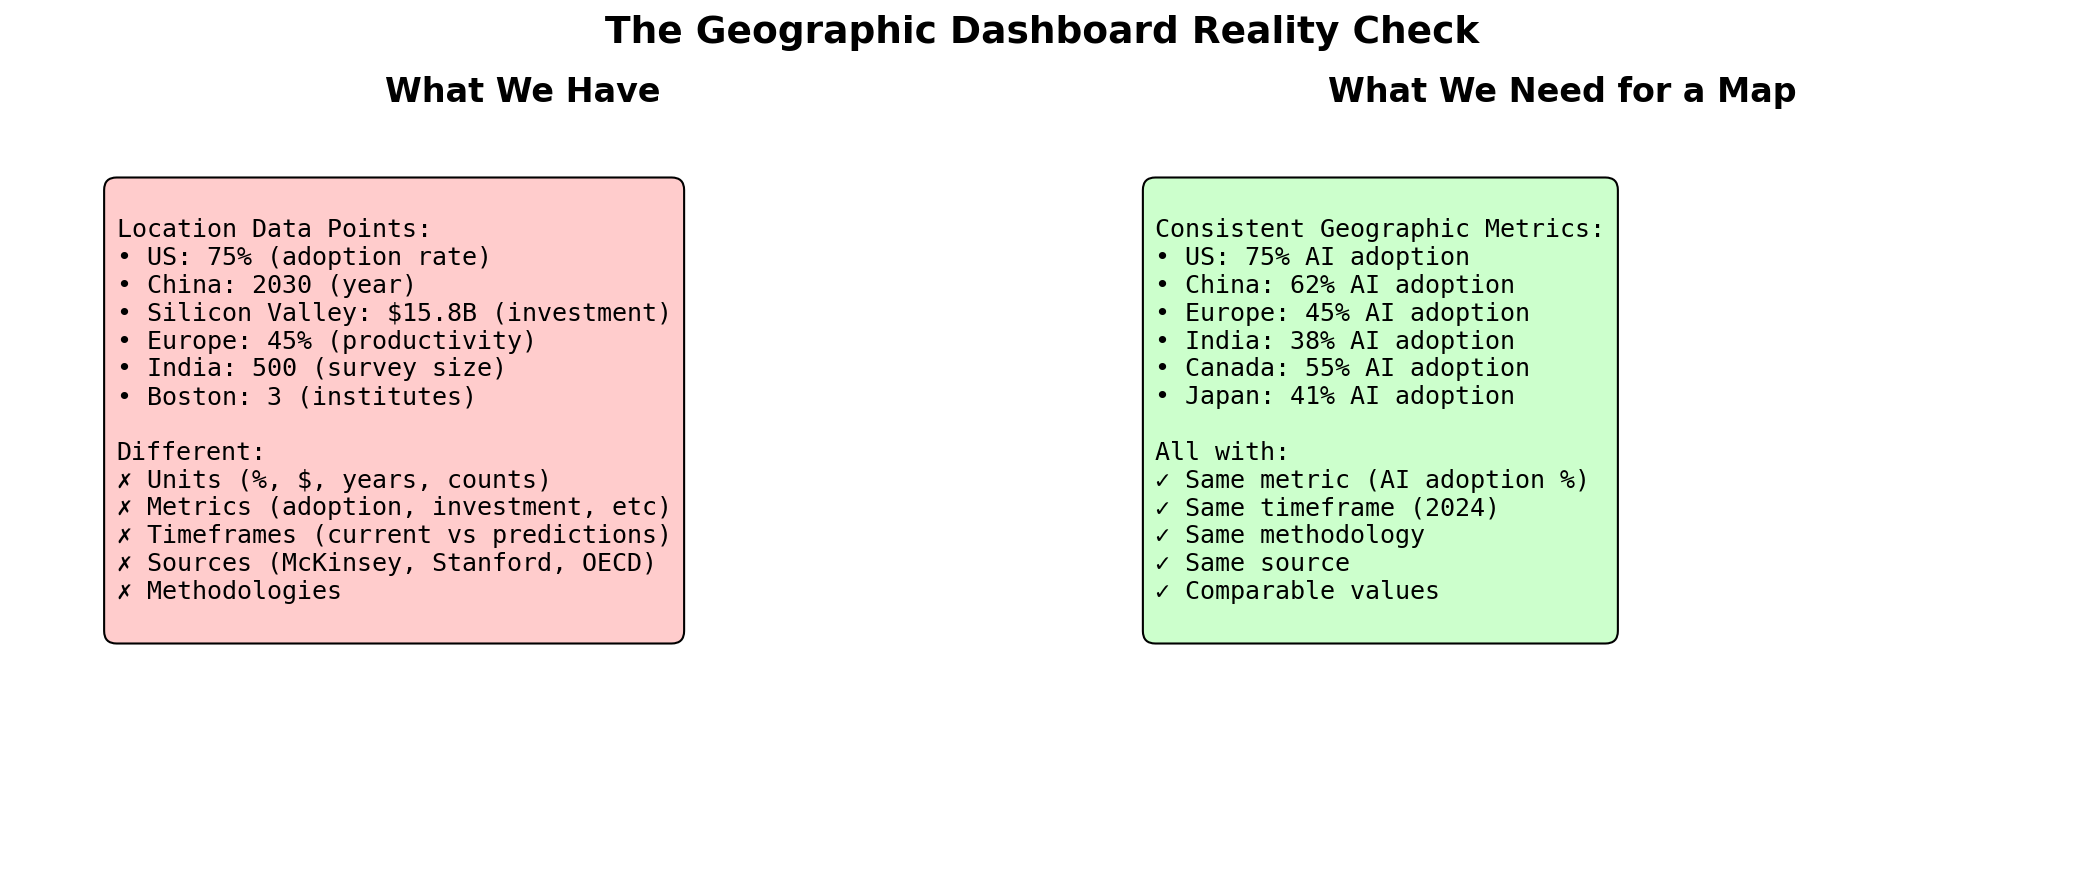 The Geographic Dashboard Reality Check
What We Have
Location Data Points:
• US: 75% (adoption rate)
• China: 2030 (year)
• Silicon Valley: $15.8B (investment)
• Europe: 45% (productivity)
• India: 500 (survey size)
• Boston: 3 (institutes)
Different:
✗ Units (%, $, years, counts)
✗ Metrics (adoption, investment, etc)
✗ Timeframes (current vs predictions)
✗ Sources (McKinsey, Stanford, OECD)
✗ Methodologies
What We Need for a Map
Consistent Geographic Metrics:
• US: 75% AI adoption
• China: 62% AI adoption
• Europe: 45% AI adoption
• India: 38% AI adoption
• Canada: 55% AI adoption
• Japan: 41% AI adoption
All with:
✓ Same metric (AI adoption %)
✓ Same timeframe (2024)
✓ Same methodology
✓ Same source
✓ Comparable values